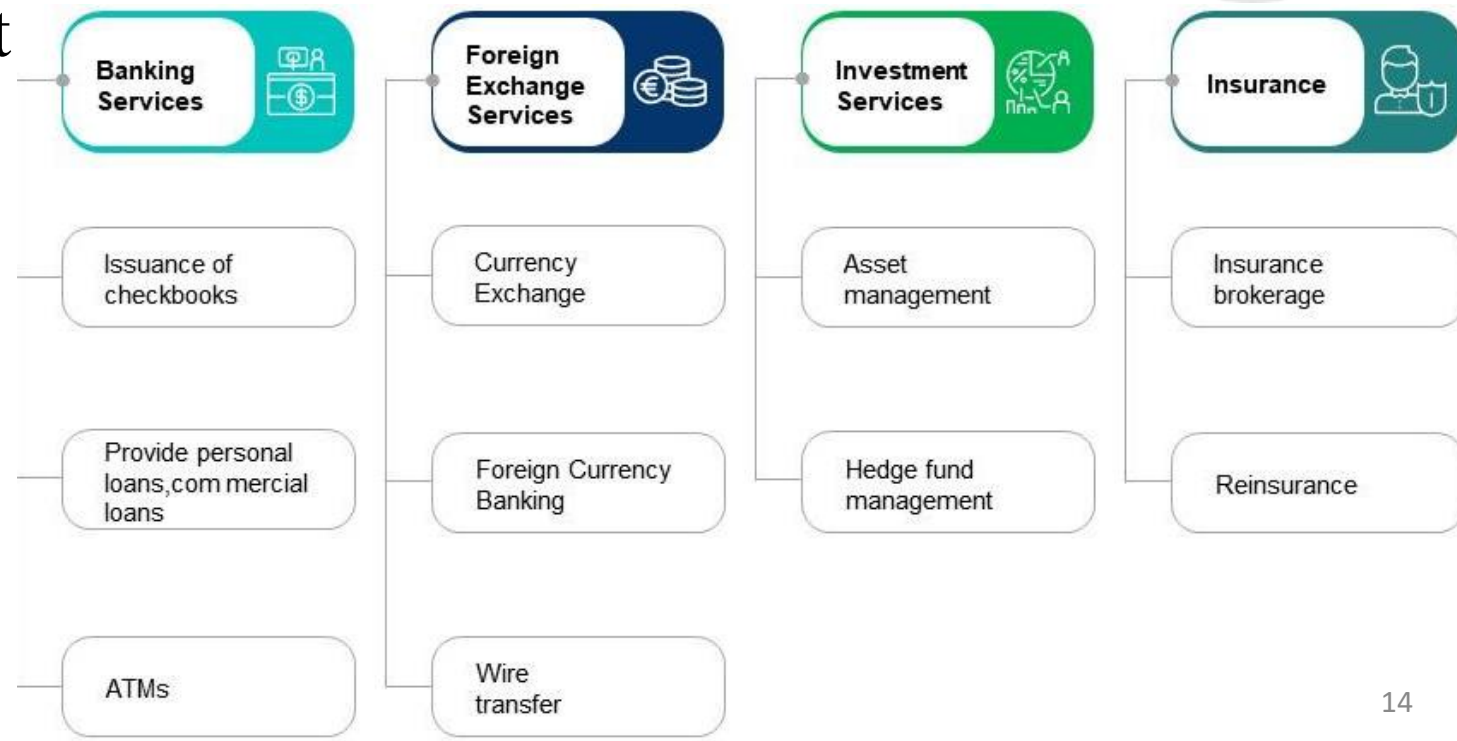 t
Banking
Services
Issuance of
checkbooks
Provide personal
loans,com mercial
loans
ATMs
Foreign
Exchange
Services
€
Currency
Exchange
Foreign Currency
Banking
Wire
transfer
Investment
Services
%
Asset
management
Hedge fund
management
Insurance
Insurance
brokerage
Reinsurance
14